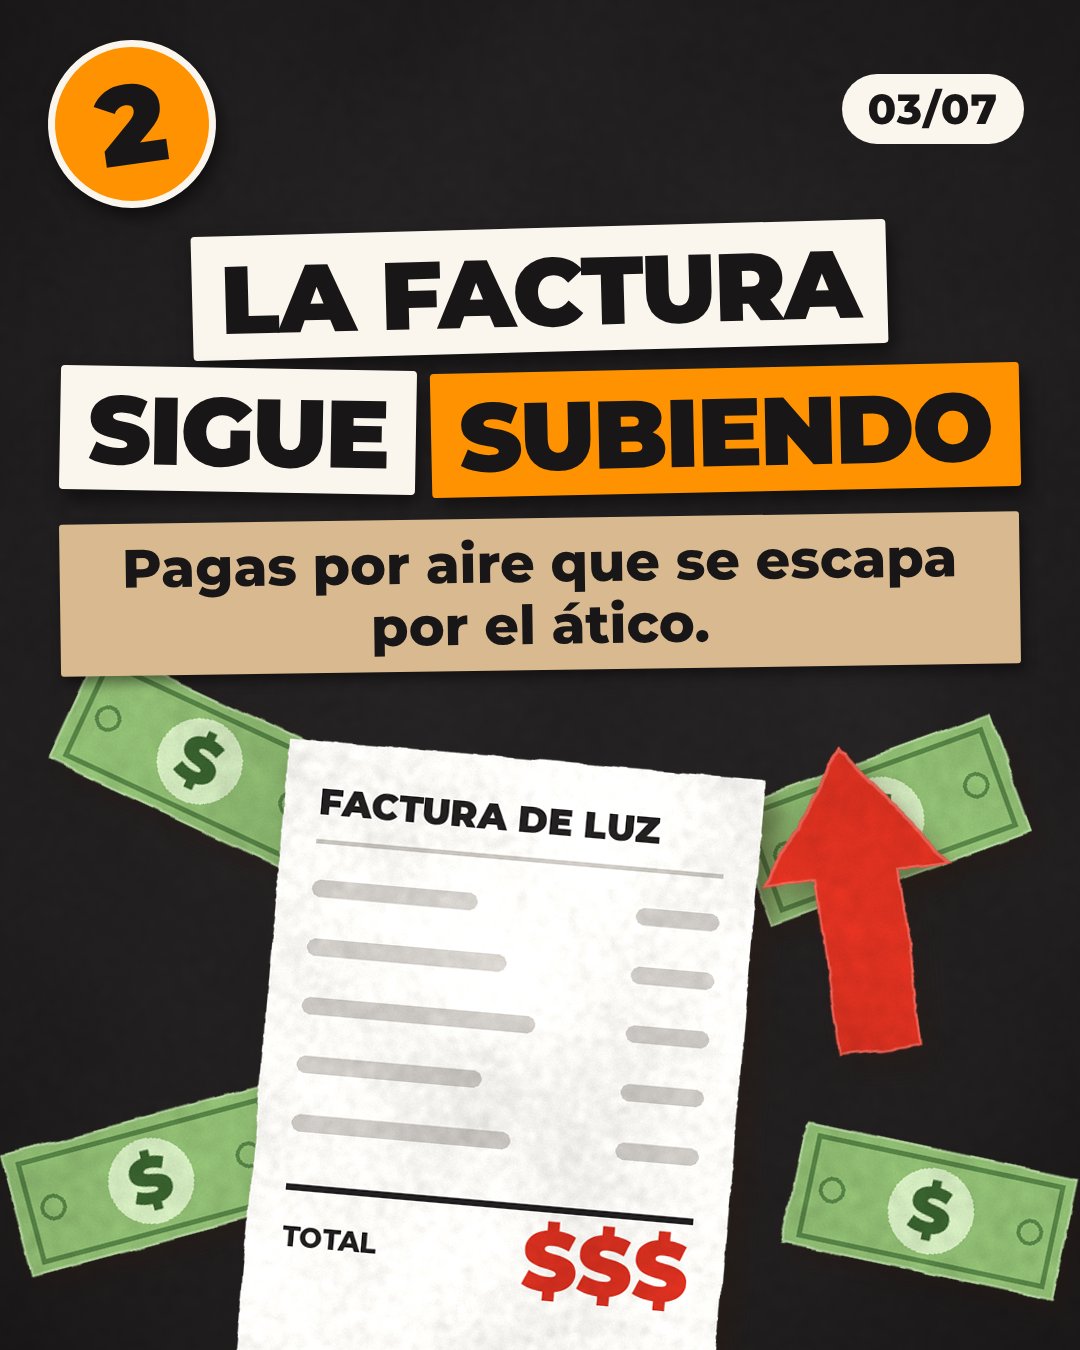 2
03/07
LA FACTURA
SIGUE SUBIENDO
Pagas por aire que se escapa
por el ático.
$
FACTURA DE LUZ
$
$
TOTAL
$$$